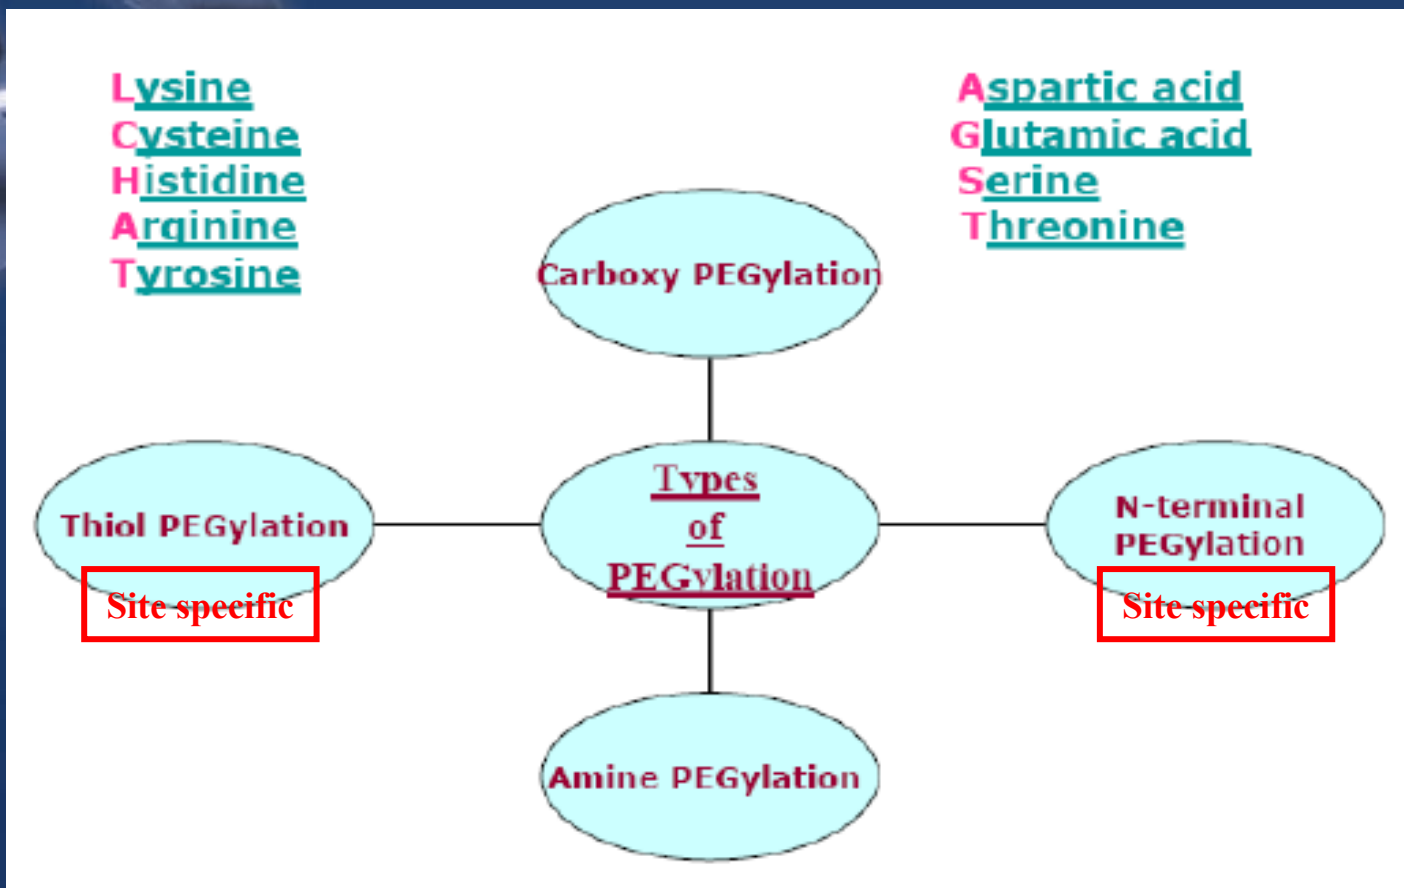 Lysine
Cysteine
Histidine
Arginine
Tyrosine
Aspartic acid
Glutamic acid
Serine
Threonine
Carboxy PEGylation
Thiol PEGylation
Site specific
Types
of
PEGylation
N-terminal
PEGylation
Site specific
Amine PEGylation